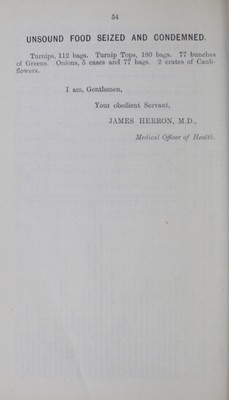 54
UNSOUND FOOD SEIZED AND CONDEMNED.
Turnips, 112 bags. Turnip Tops, 180 bags. 77 bunches
of Greens. Onions, 5 cases and 77 bags. 2 crates of Cauli-
flowers.
I am, Gentlemen,
Your obedient Servant,
JAMES HERRON, M.D.,
Medical Officer of Health.